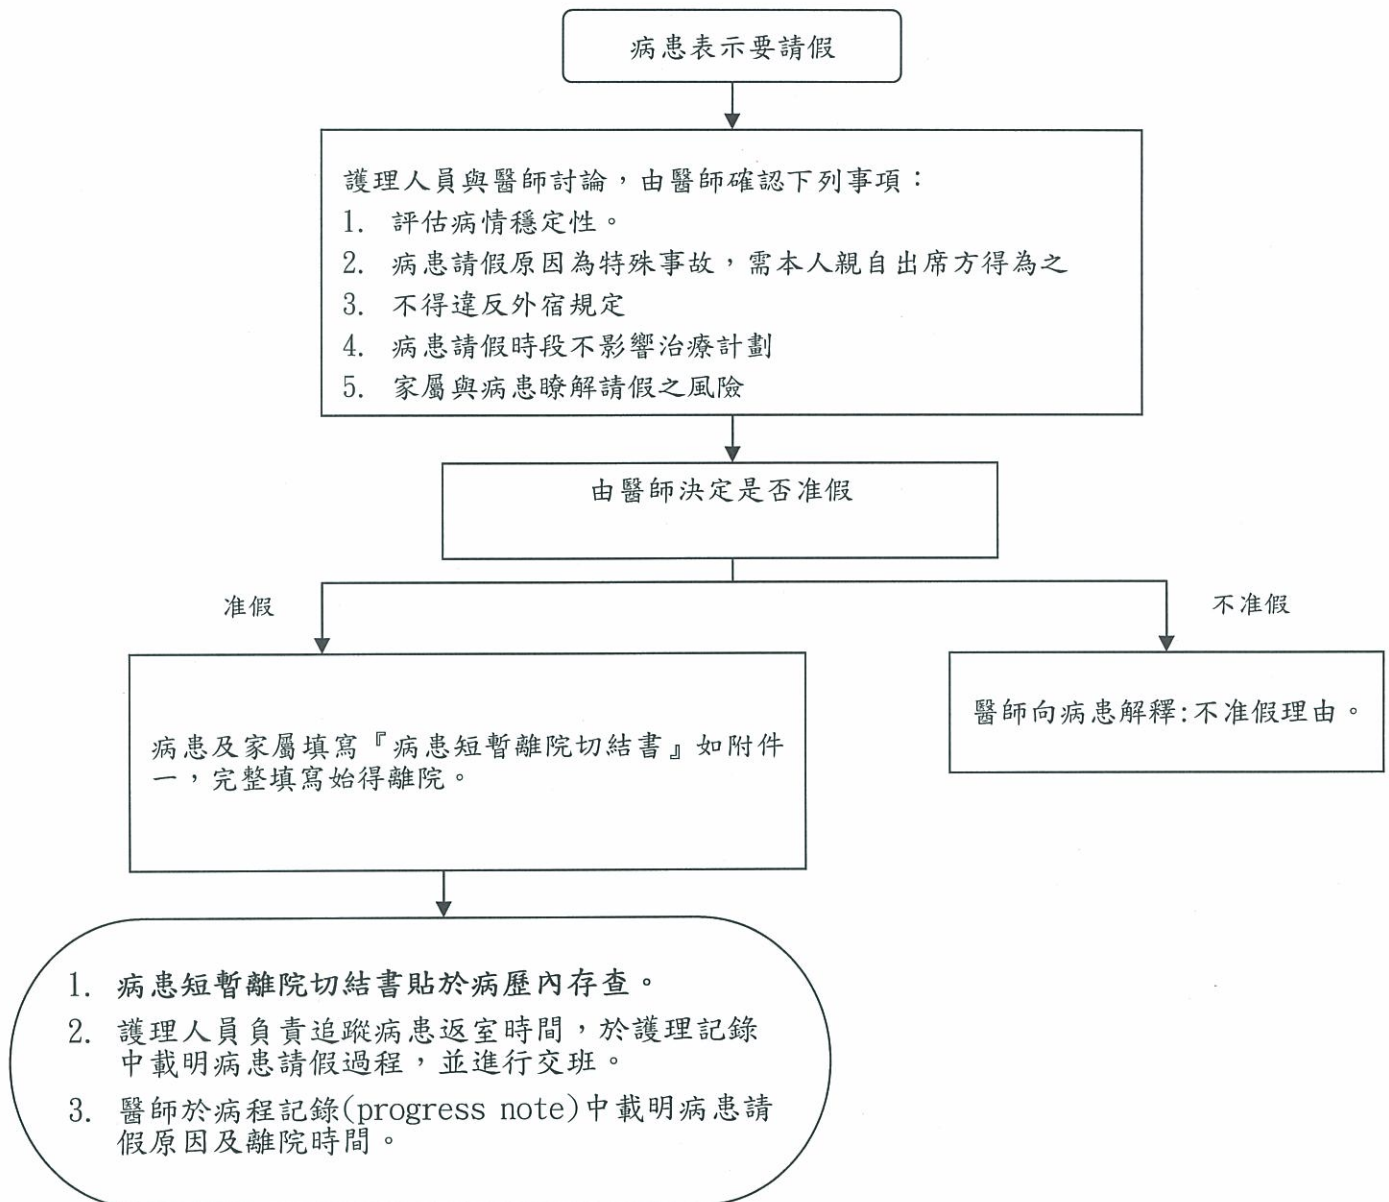 病患表示要請假
護理人員與醫師討論，由醫師確認下列事項：
1. 評估病情穩定性。
2. 病患請假原因為特殊事故，需本人親自出席方得為之
3. 不得違反外宿規定
4. 病患請假時段不影響治療計劃
5. 家屬與病患瞭解請假之風險
由醫師決定是否准假
准假
不准假
病患及家屬填寫『病患短暫離院切結書』如附件
一，完整填寫始得離院。
醫師向病患解釋:不准假理由。
1. 病患短暫離院切結書貼於病歷內存查。
2. 護理人員負責追蹤病患返室時間，於護理記錄
中載明病患請假過程，並進行交班。
3. 醫師於病程記錄(progress note)中載明病患請
假原因及離院時間。